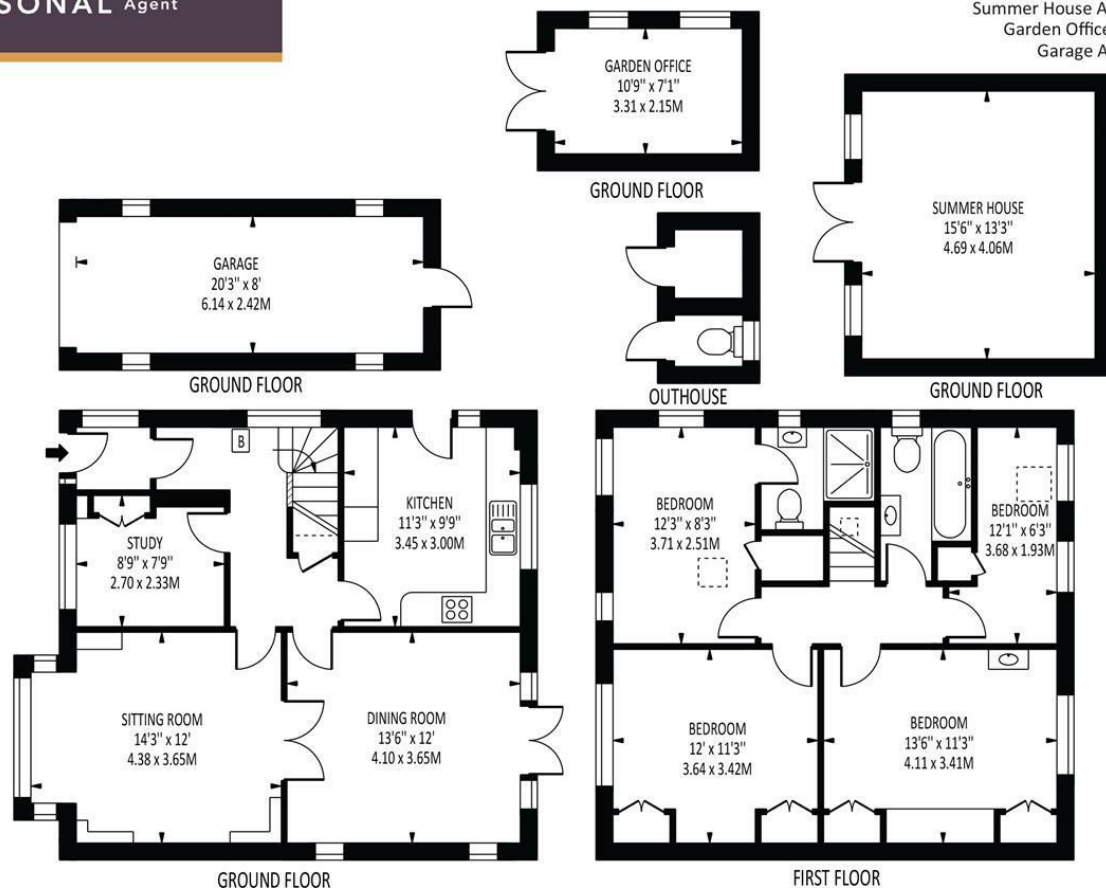 SONAL Agent
Summer House A
Garden Office
Garage A
GARDEN OFFICE
10'9" x 7'1"
3.31 x 2.15M
GROUND FLOOR
SUMMER HOUSE
15'6" x 13'3"
4.69 x 4.06M
GROUND FLOOR
GARAGE
20'3" x 8'
6.14 x 2.42M
GROUND FLOOR
OUTHOUSE
B
KITCHEN
11'3" x 9'9"
3.45 x 3.00M
STUDY
8'9" x 7'9"
2.70 x 2.33M
SITTING ROOM
14'3" x 12'
4.38 x 3.65M
DINING ROOM
13'6" x 12'
4.10 x 3.65M
GROUND FLOOR
BEDROOM
12'3" x 8'3"
3.71 x 2.51M
BEDROOM
12'1" x 6'3"
3.68 x 1.93M
BEDROOM
12' x 11'3"
3.64 x 3.42M
BEDROOM
13'6" x 11'3"
4.11 x 3.41M
FIRST FLOOR